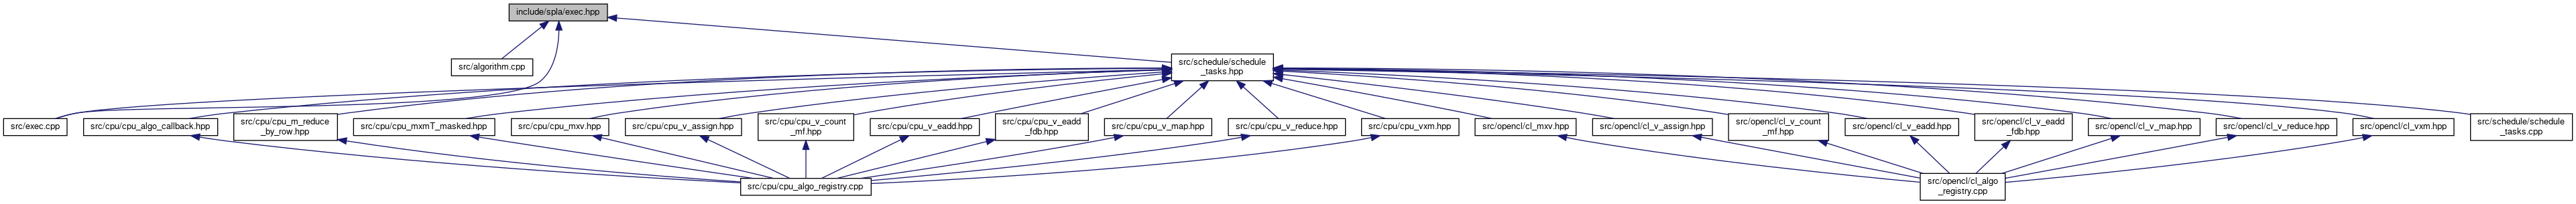 include/spla/exec.hpp
src/algorithm.cpp
src/schedule/schedule
_tasks.hpp
src/exec.cpp
src/cpu/cpu_algo_callback.hpp
src/cpu/cpu_m_reduce
_by_row.hpp
src/cpu/cpu_mxmT_masked.hpp
src/cpu/cpu_mxv.hpp
src/cpu/cpu_v_assign.hpp
src/cpu/cpu_v_count
_mf.hpp
src/cpu/cpu_v_eadd.hpp
src/cpu/cpu_v_eadd
_fdb.hpp
src/cpu/cpu_v_map.hpp
src/cpu/cpu_v_reduce.hpp
src/cpu/cpu_vxm.hpp
src/opencl/cl_mxv.hpp
src/opencl/cl_v_assign.hpp
src/opencl/cl_v_count
_mf.hpp
src/opencl/cl_v_eadd.hpp
src/opencl/cl_v_eadd
_fdb.hpp
src/opencl/cl_v_map.hpp
src/opencl/cl_v_reduce.hpp
src/opencl/cl_vxm.hpp
src/schedule/schedule
_tasks.cpp
src/cpu/cpu_algo_registry.cpp
src/opencl/cl_algo
_registry.cpp